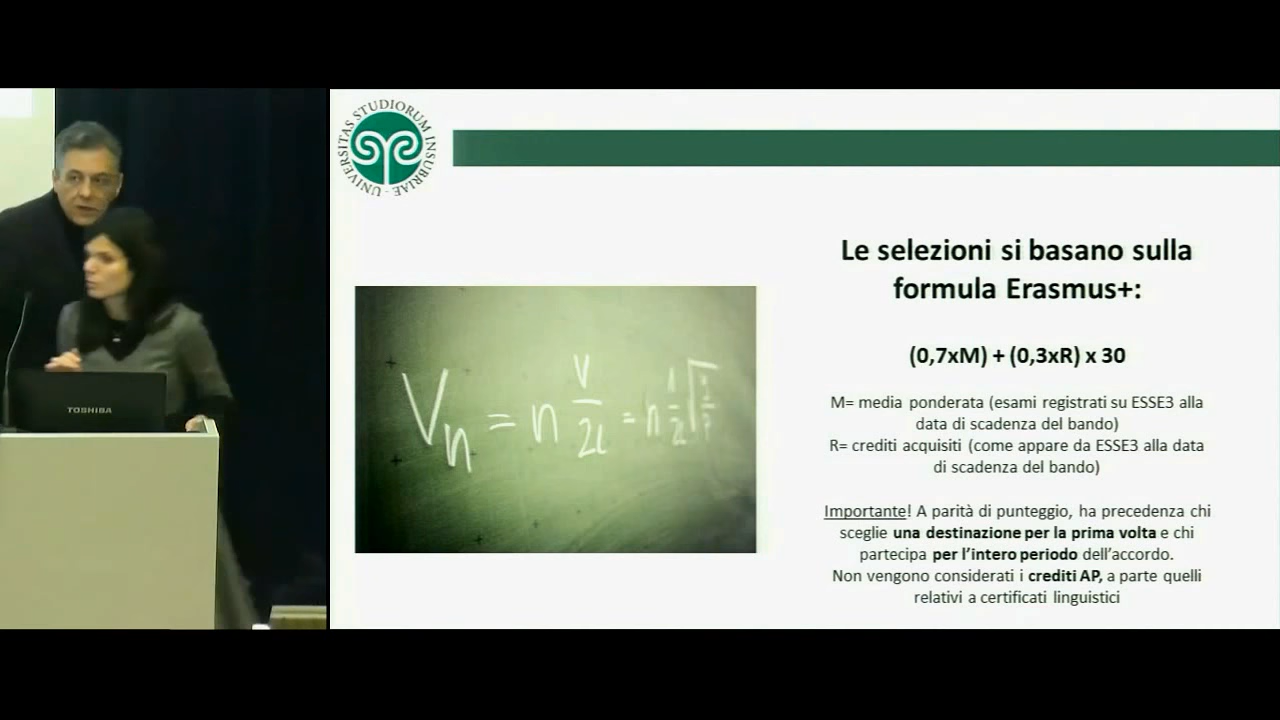 UNIVERSITAS STUDIORUM INSUBRIAE
Le selezioni si basano sulla
formula Erasmus+:
(0,7xM) + (0,3xR) x 30
M= media ponderata (esami registrati su ESSE3 alla
data di scadenza del bando)
R= crediti acquisiti (come appare da ESSE3 alla data
di scadenza del bando)
Importante! A parità di punteggio, ha precedenza chi
sceglie una destinazione per la prima volta e chi
partecipa per l'intero periodo dell'accordo.
Non vengono considerati i crediti AP, a parte quelli
relativi a certificati linguistici
Vn = n v/2l = n
TOSHIBA